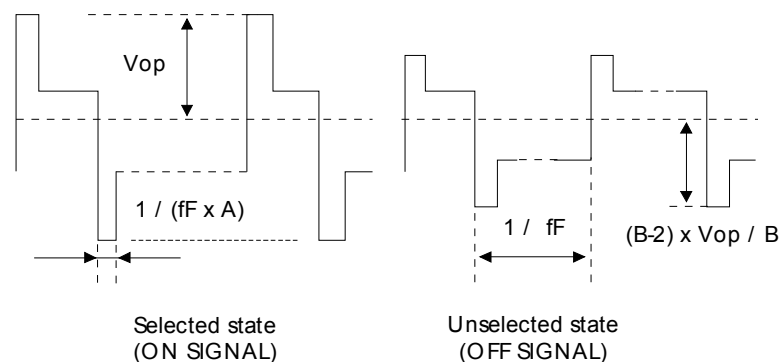 Vop
1 / (fF x A)
1 / fF
(B-2) x Vop / B
Selected state
(ON SIGNAL)
Unselected state
(OFF SIGNAL)